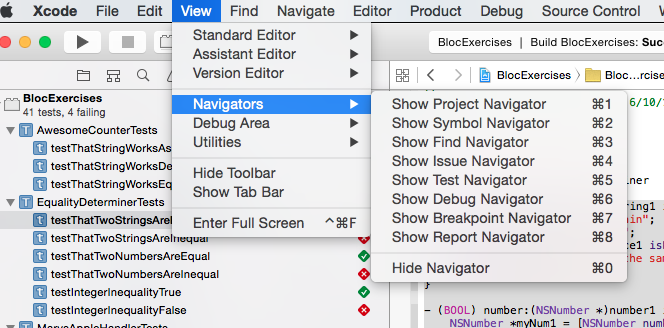 Xcode File Edit View Find Navigate Editor Product Debug Source Control
BlocExercises | Build BlocExercises: Succ
BlocExercises
41 tests, 4 failing
AwesomeCounterTests
testThatStringWorksAs
testThatStringWorksDe
testThatStringWorksEq
EqualityDeterminerTests
testThatTwoStringsAreI
testThatTwoStringsAreInequal
testThatTwoNumbersAreEqual
testThatTwoNumbersAreInequal
testIntegerInequalityTrue
testIntegerInequalityFalse
MarysAppleHandlerTests
Standard Editor
Assistant Editor
Version Editor
Navigators
Debug Area
Utilities
Hide Toolbar
Show Tab Bar
Enter Full Screen ^⌘F
Show Project Navigator ⌘1
Show Symbol Navigator ⌘2
Show Find Navigator ⌘3
Show Issue Navigator ⌘4
Show Test Navigator ⌘5
Show Debug Navigator ⌘6
Show Breakpoint Navigator ⌘7
Show Report Navigator ⌘8
Hide Navigator ⌘0
BlocExercises Bloc...rcise
6/10/
iner
ring1
ain";
";
ce1 is
the sa
}
- (BOOL) number:(NSNumber *)number1
NSNumber *myNum1 = [NSNumber num